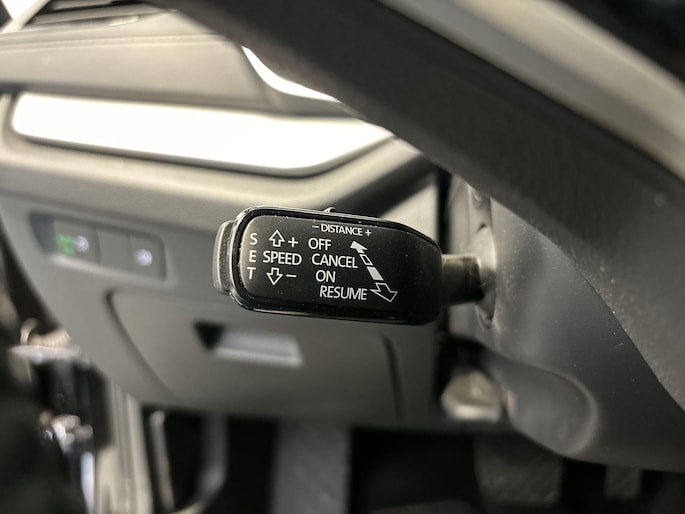 − DISTANCE +
S + OFF
E SPEED CANCEL
T − ON
RESUME